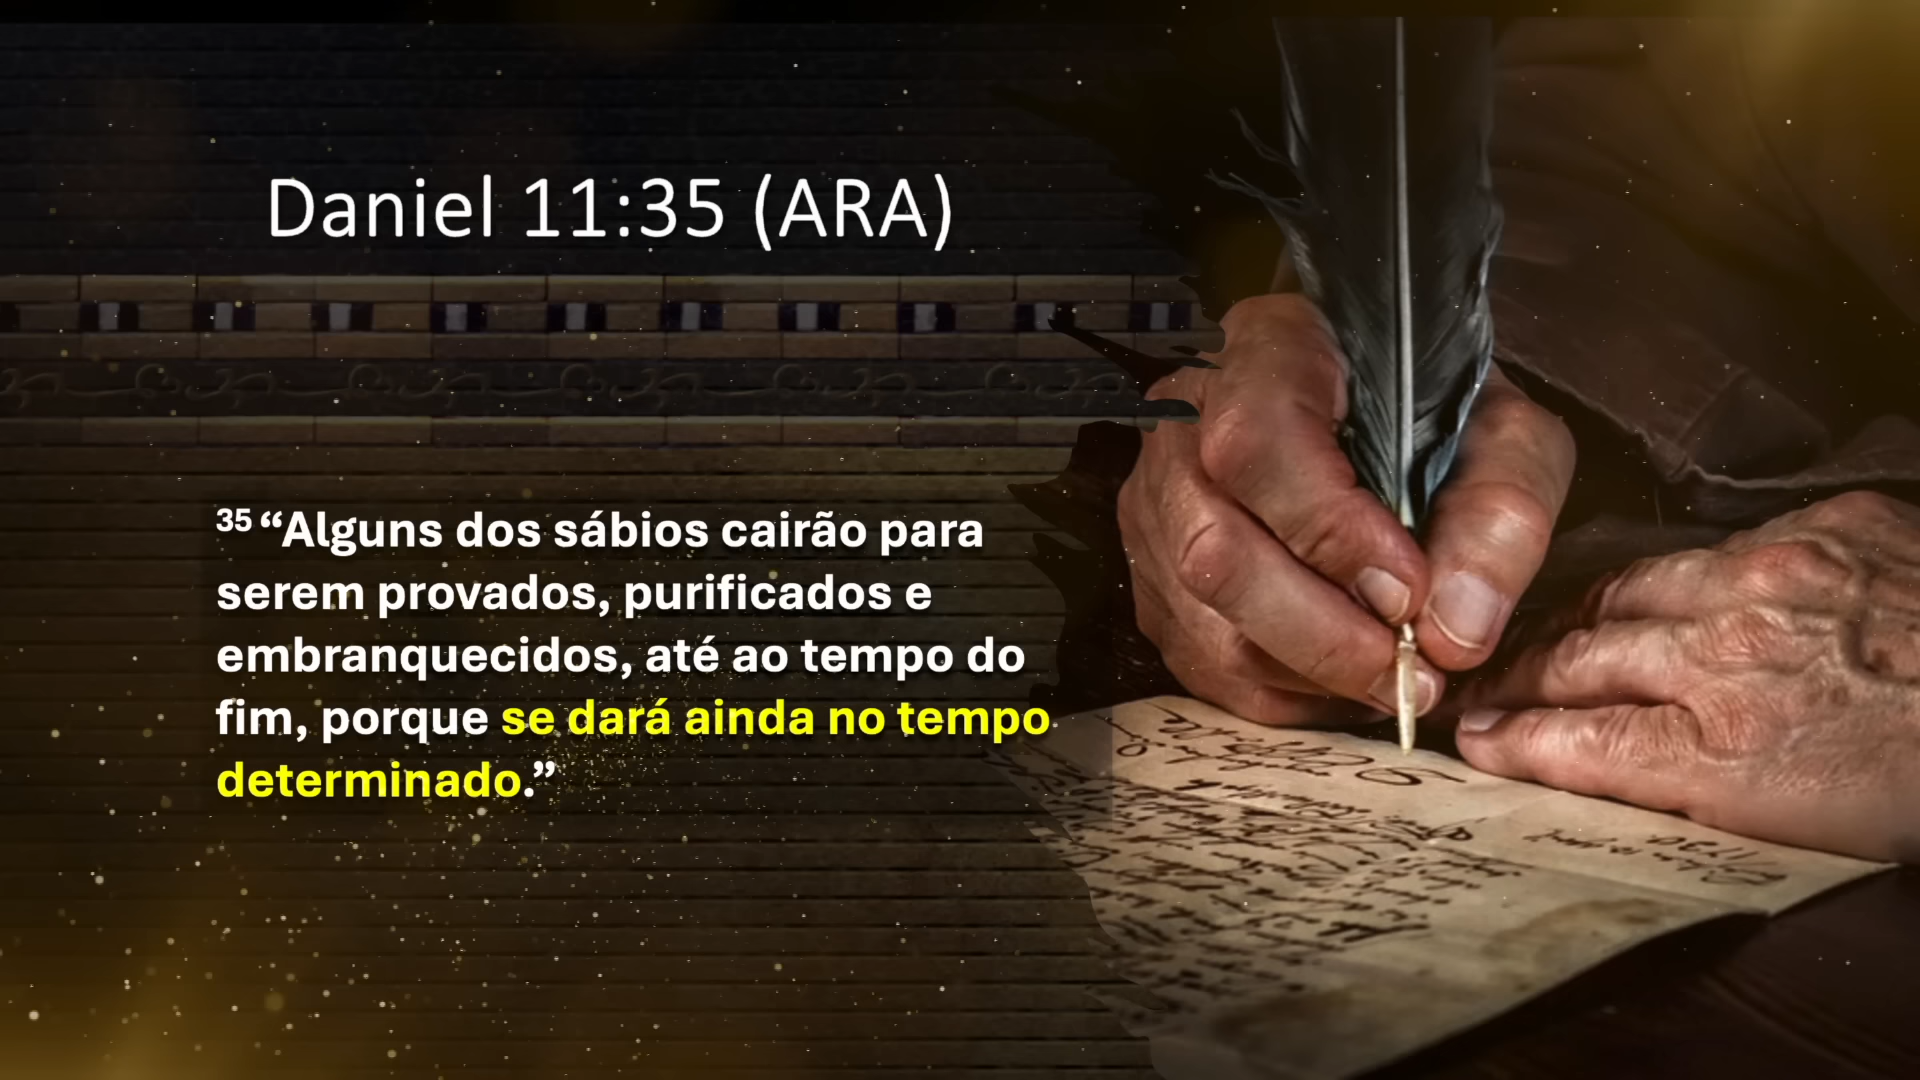 Daniel 11:35 (ARA)
35 “Alguns dos sábios cairão para
serem provados, purificados e
embranquecidos, até ao tempo do
fim, porque se dará ainda no tempo
determinado.”